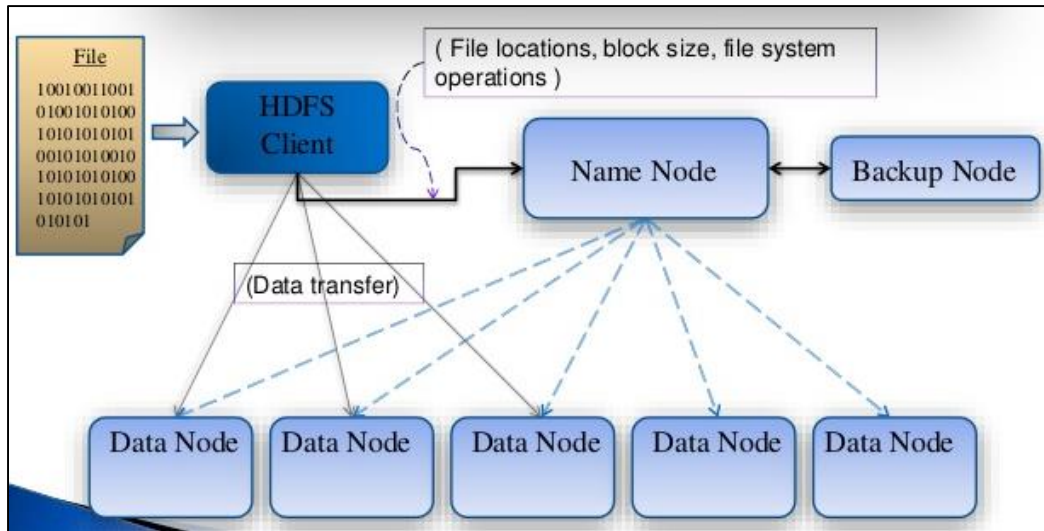 File
10010011001
01001010100
10101010101
00101010010
10101010100
10101010101
010101
HDFS
Client
( File locations, block size, file system
operations )
Name Node
Backup Node
(Data transfer)
Data Node
Data Node
Data Node
Data Node
Data Node